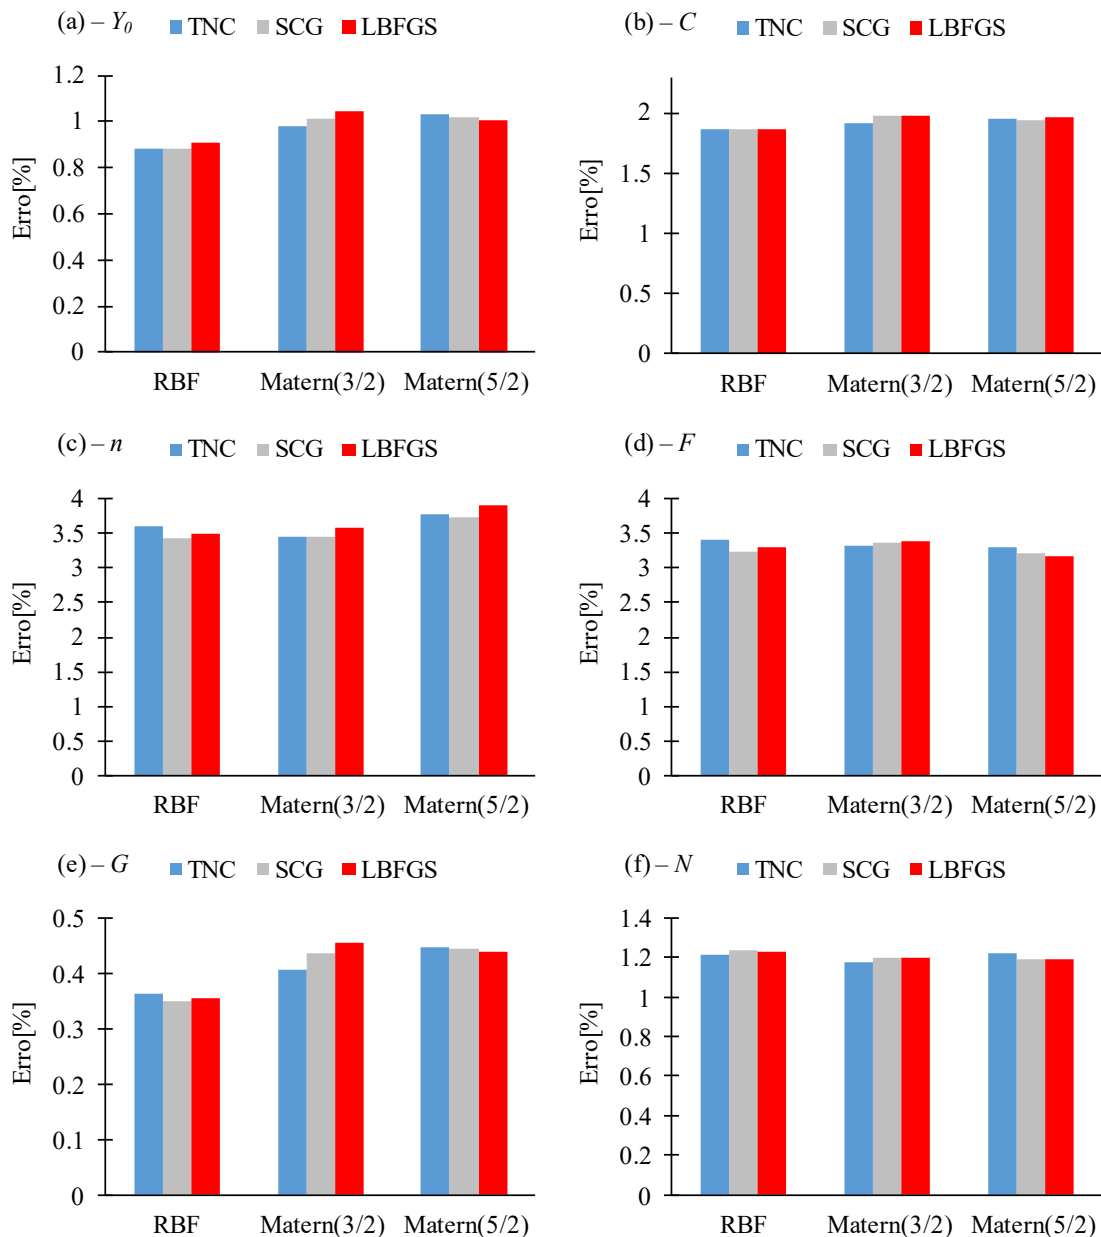 (a) – Y0 TNC SCG LBFGS
Erro[%]
1.2
1
0.8
0.6
0.4
0.2
0
RBF Matern(3/2) Matern(5/2)
(b) – C TNC SCG LBFGS
Erro[%]
2
1.5
1
0.5
0
RBF Matern(3/2) Matern(5/2)
(c) – n TNC SCG LBFGS
Erro[%]
4
3.5
3
2.5
2
1.5
1
0.5
0
RBF Matern(3/2) Matern(5/2)
(d) – F TNC SCG LBFGS
Erro[%]
4
3.5
3
2.5
2
1.5
1
0.5
0
RBF Matern(3/2) Matern(5/2)
(e) – G TNC SCG LBFGS
Erro[%]
0.5
0.4
0.3
0.2
0.1
0
RBF Matern(3/2) Matern(5/2)
(f) – N TNC SCG LBFGS
Erro[%]
1.4
1.2
1
0.8
0.6
0.4
0.2
0
RBF Matern(3/2) Matern(5/2)